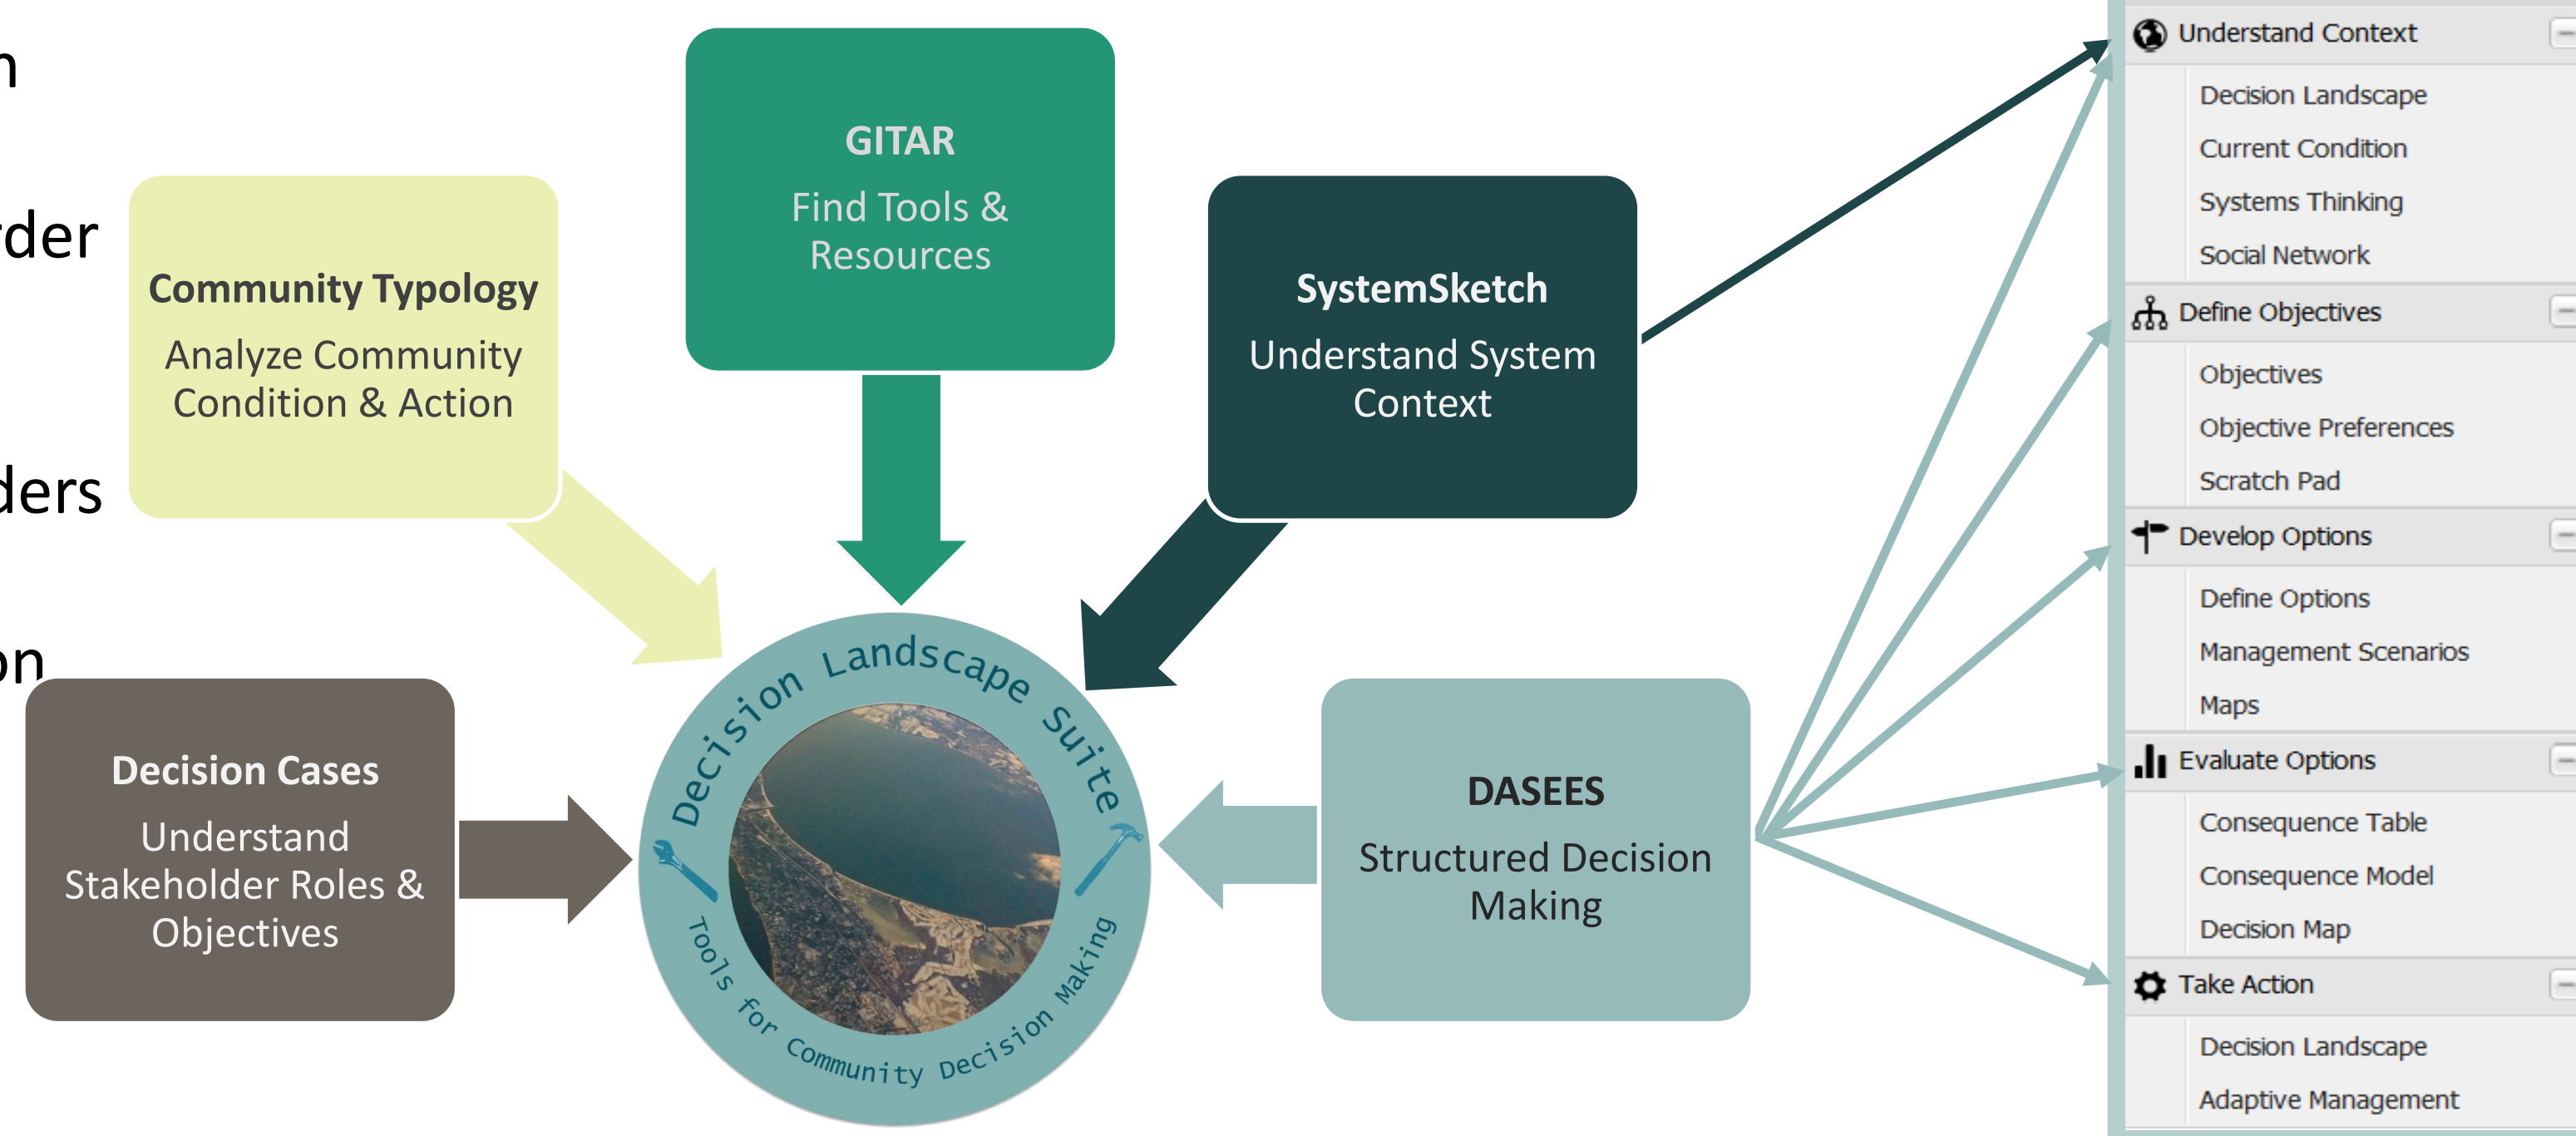 GITAR
Find Tools &
Resources
Community Typology
Analyze Community
Condition & Action
SystemSketch
Understand System
Context
Decision Cases
Understand
Stakeholder Roles &
Objectives
Decision Landscape Suite
Tools for Community Decision Making
DASEES
Structured Decision
Making
Understand Context
Decision Landscape
Current Condition
Systems Thinking
Social Network
Define Objectives
Objectives
Objective Preferences
Scratch Pad
Develop Options
Define Options
Management Scenarios
Maps
Evaluate Options
Consequence Table
Consequence Model
Decision Map
Take Action
Decision Landscape
Adaptive Management